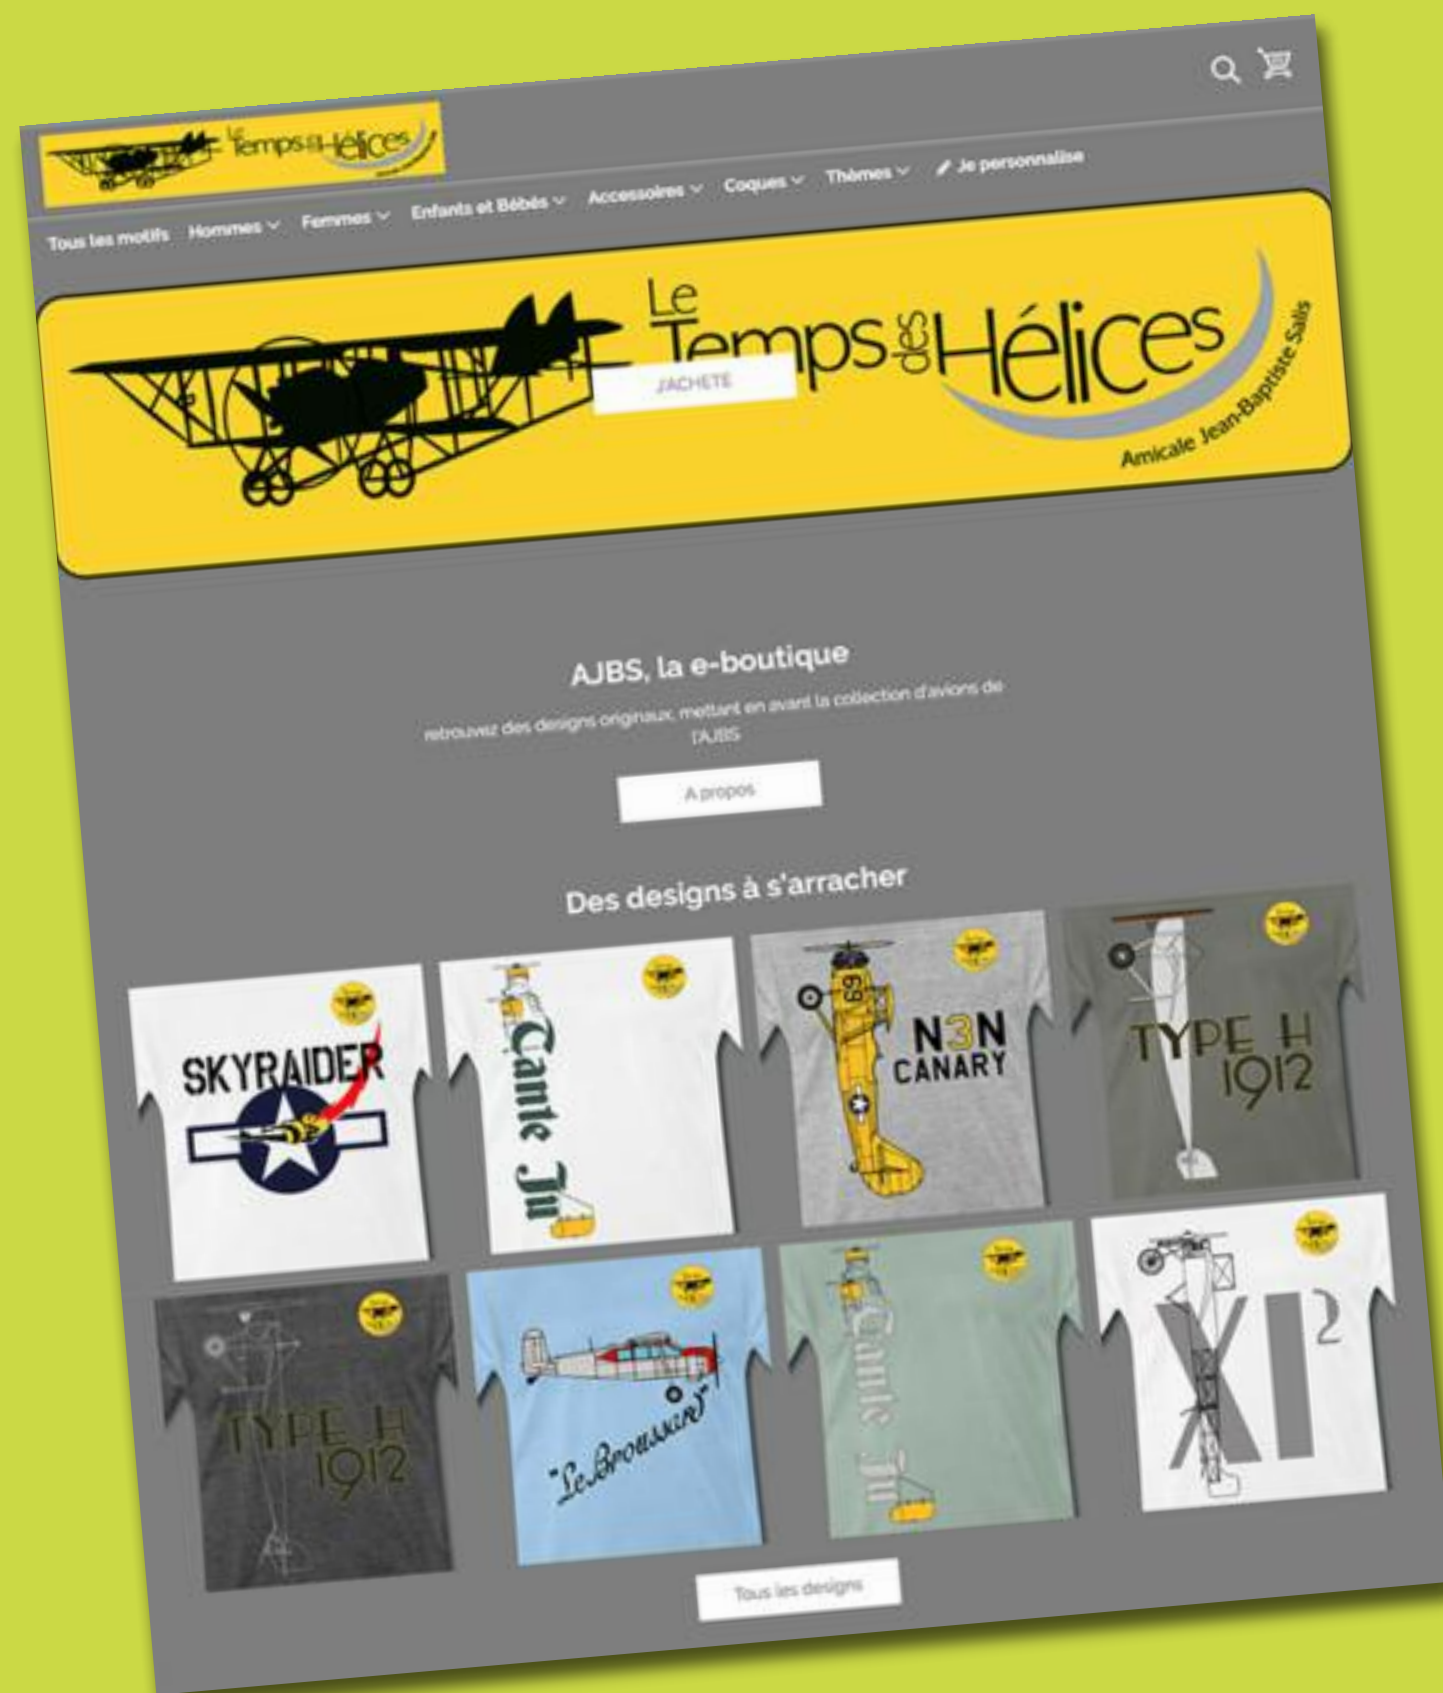 Le
Temps des Hélices
Tous les motifs Hommes Femmes Enfants et Bébés Accessoires Coques Thèmes Je personnalise
Le
Temps des Hélices
Amicale Jean-Baptiste Salis
J'ACHETE
AJBS, la e-boutique
retrouvez des designs originaux, mettant en avant la collection d'avions de
l'AJBS
A propos
Des designs à s'arracher
SKYRAIDER
Tante Ju
69
N3N
CANARY
TYPE H
1912
TYPE H
1912
"Le Broussard"
Tante Ju
XI2
Tous les designs